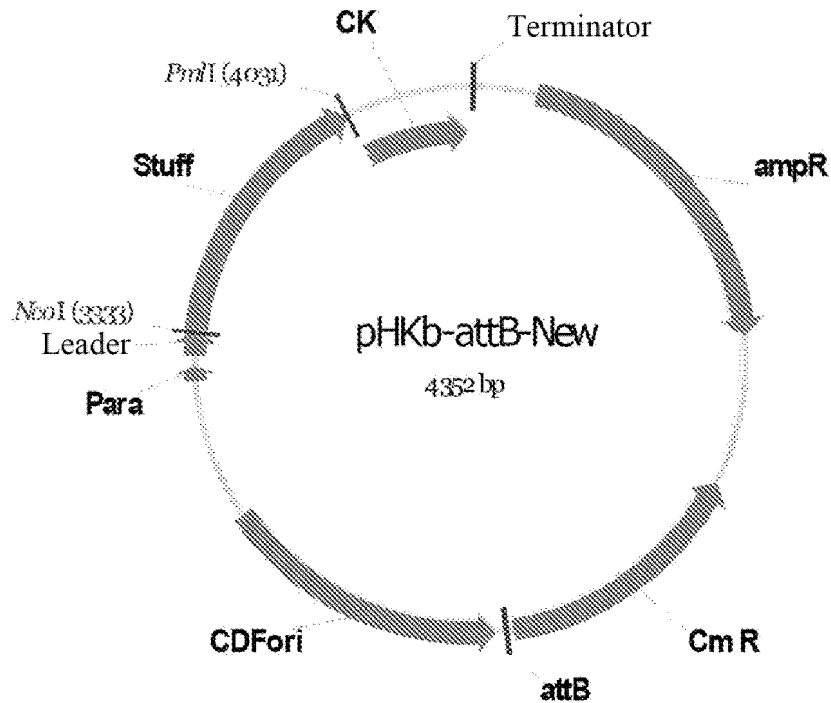 CK
Terminator
PmlI (4031)
Stuff
ampR
NcoI (3333)
Leader
pHKb-attB-New
4352 bp
Para
CDFori
Cm R
attB